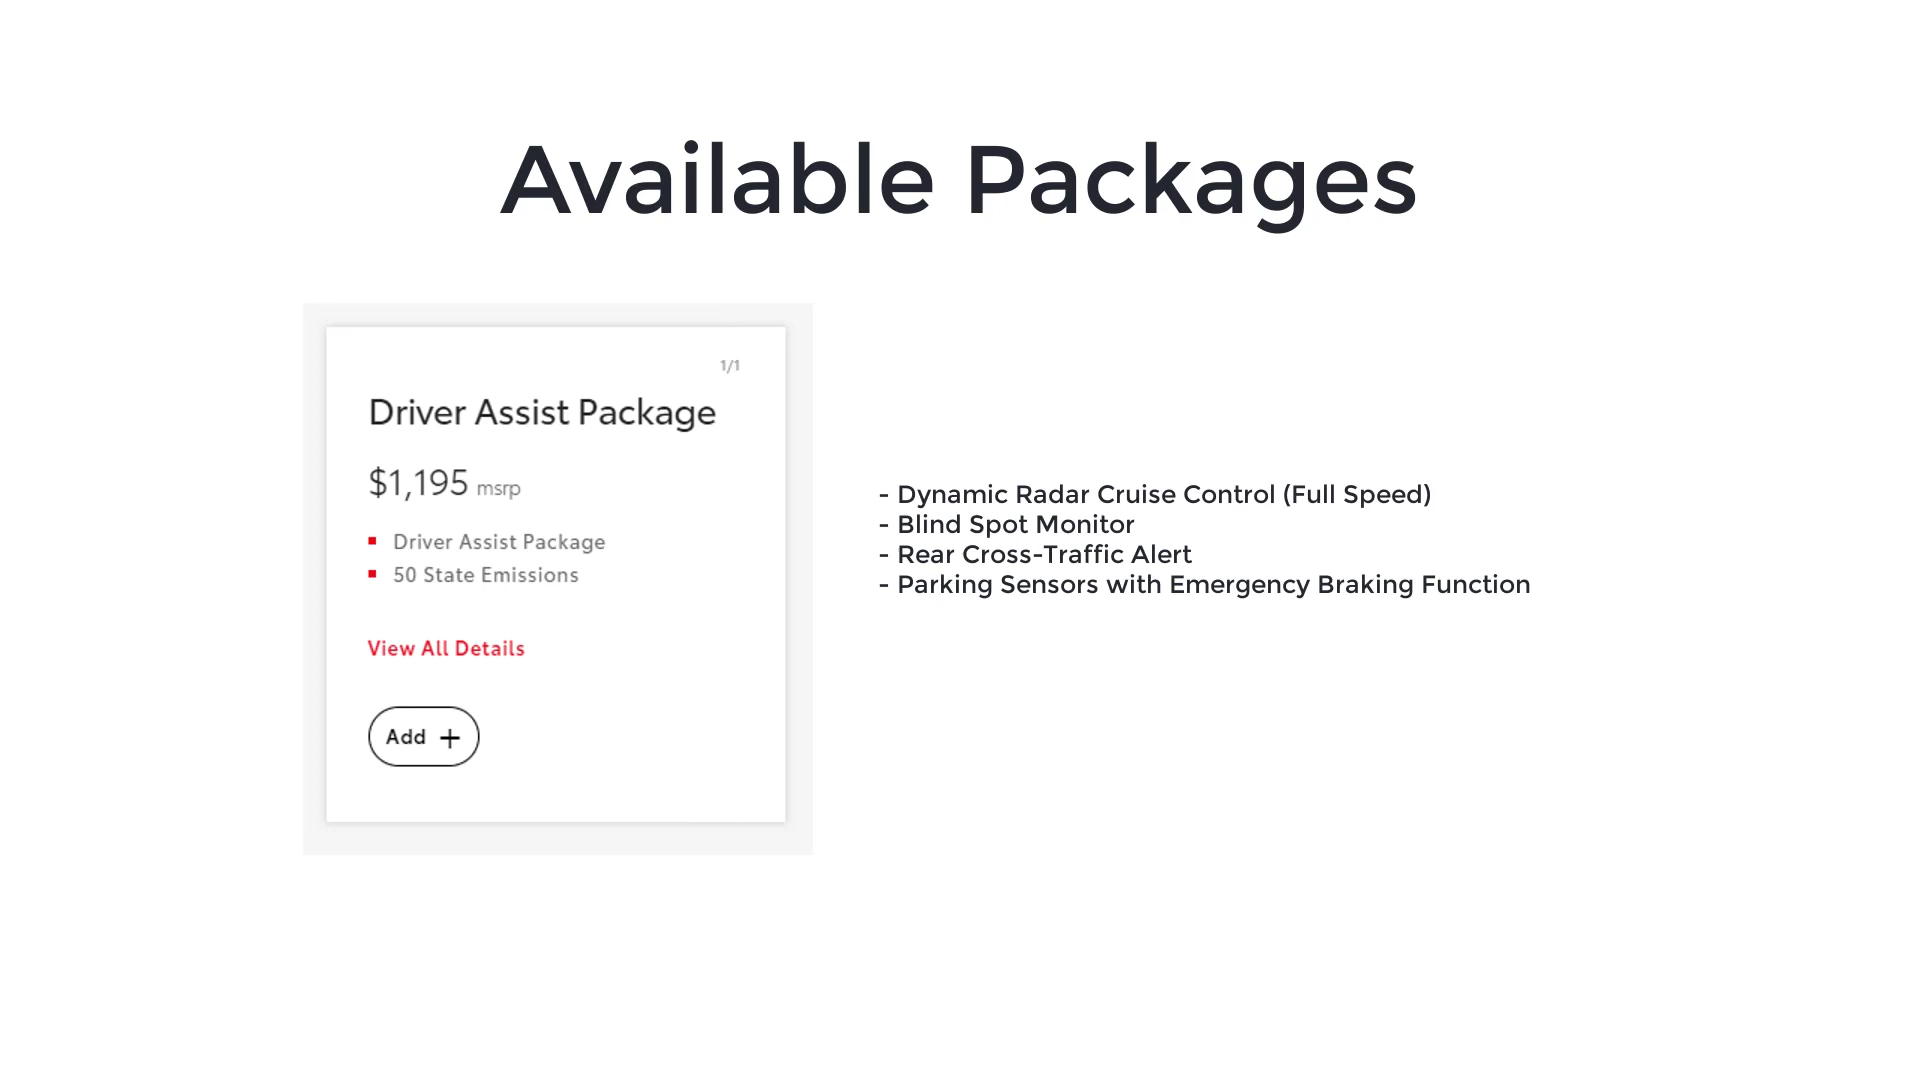 Available Packages
1/1
Driver Assist Package
$1,195 msrp
Driver Assist Package
50 State Emissions
View All Details
Add +
- Dynamic Radar Cruise Control (Full Speed)
- Blind Spot Monitor
- Rear Cross-Traffic Alert
- Parking Sensors with Emergency Braking Function